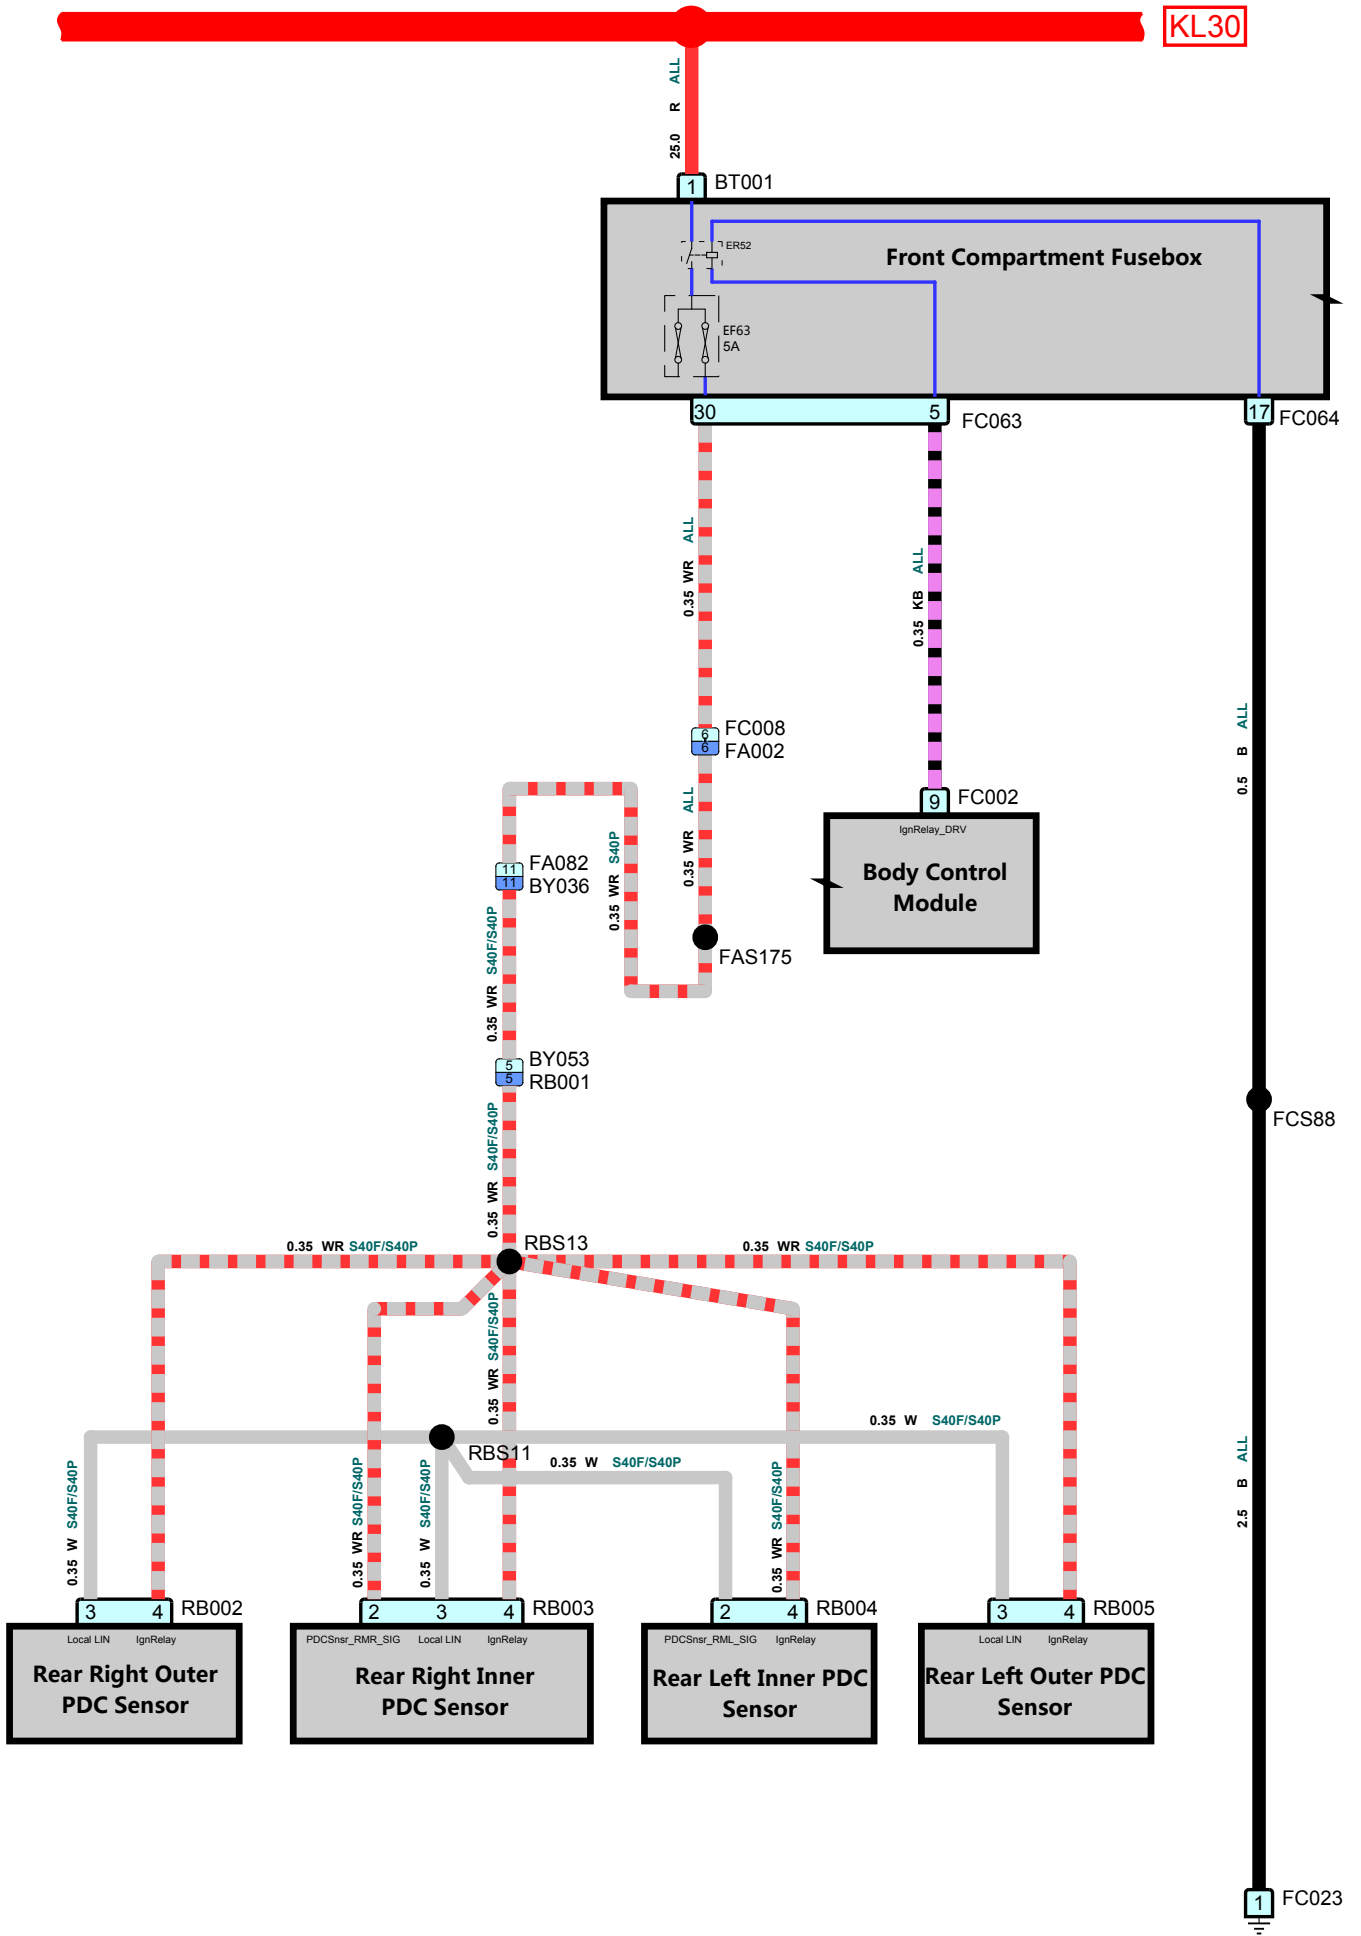 KL30
25.0 R ALL
1 BT001
ER52
Front Compartment Fusebox
EF63
5A
30 5 FC063
17 FC064
0.35 WR ALL
0.35 KB ALL
0.5 B ALL
6 FC008
6 FA002
0.35 WR ALL
9 FC002
IgnRelay_DRV
Body Control
Module
0.35 WR S40P
11 FA082
11 BY036
FAS175
0.35 WR S40F/S40P
5 BY053
5 RB001
FCS88
0.35 WR S40F/S40P
RBS13
0.35 WR S40F/S40P
0.35 WR S40F/S40P
0.35 WR S40F/S40P
RBS11
0.35 W S40F/S40P
0.35 W S40F/S40P
0.35 W S40F/S40P
0.35 WR S40F/S40P
0.35 W S40F/S40P
0.35 WR S40F/S40P
2.5 B ALL
3 4 RB002
2 3 4 RB003
2 4 RB004
3 4 RB005
Local LIN IgnRelay
Rear Right Outer
PDC Sensor
PDCSnsr_RMR_SIG Local LIN IgnRelay
Rear Right Inner
PDC Sensor
PDCSnsr_RML_SIG IgnRelay
Rear Left Inner PDC
Sensor
Local LIN IgnRelay
Rear Left Outer PDC
Sensor
1 FC023